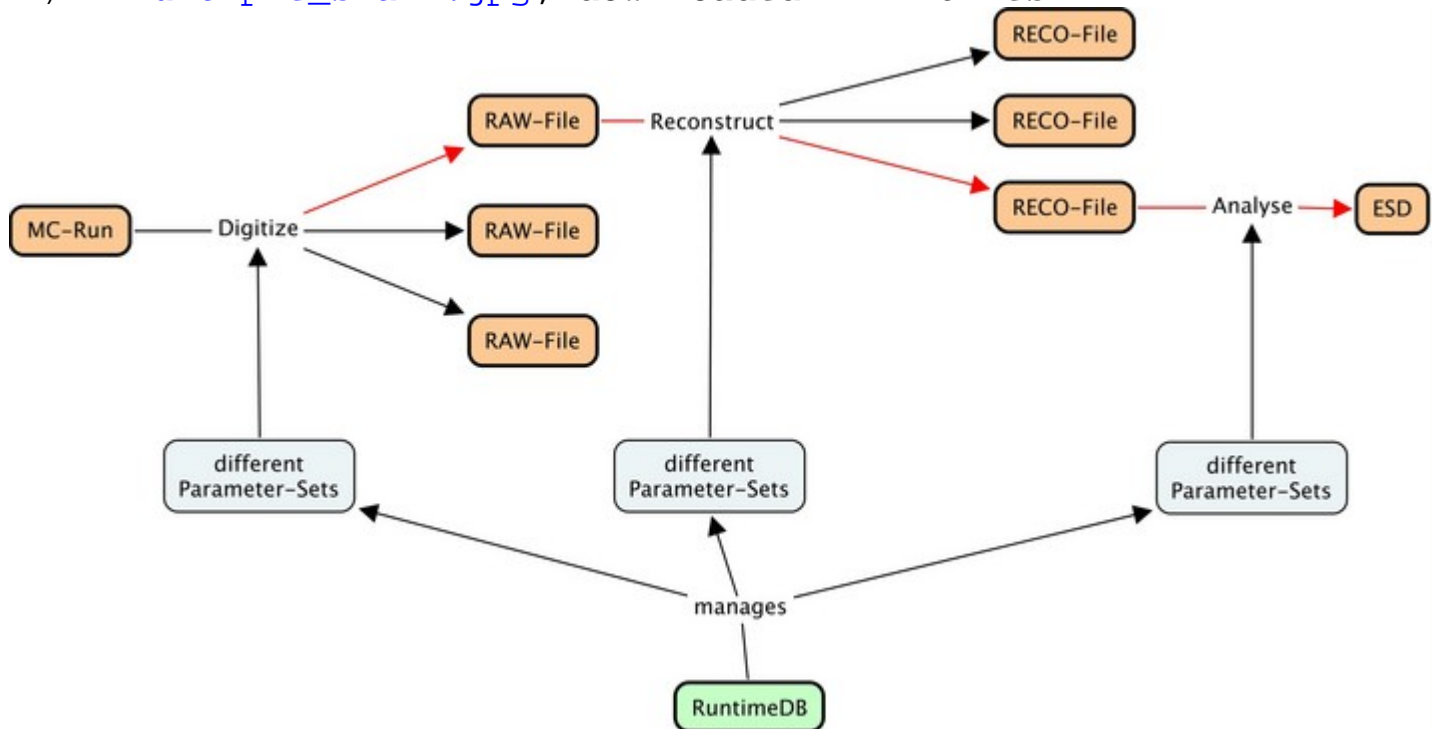 RECO-File
RAW-File
Reconstruct
RECO-File
RECO-File
Analyse
ESD
MC-Run
Digitize
RAW-File
RAW-File
different
Parameter-Sets
different
Parameter-Sets
different
Parameter-Sets
manages
RuntimeDB